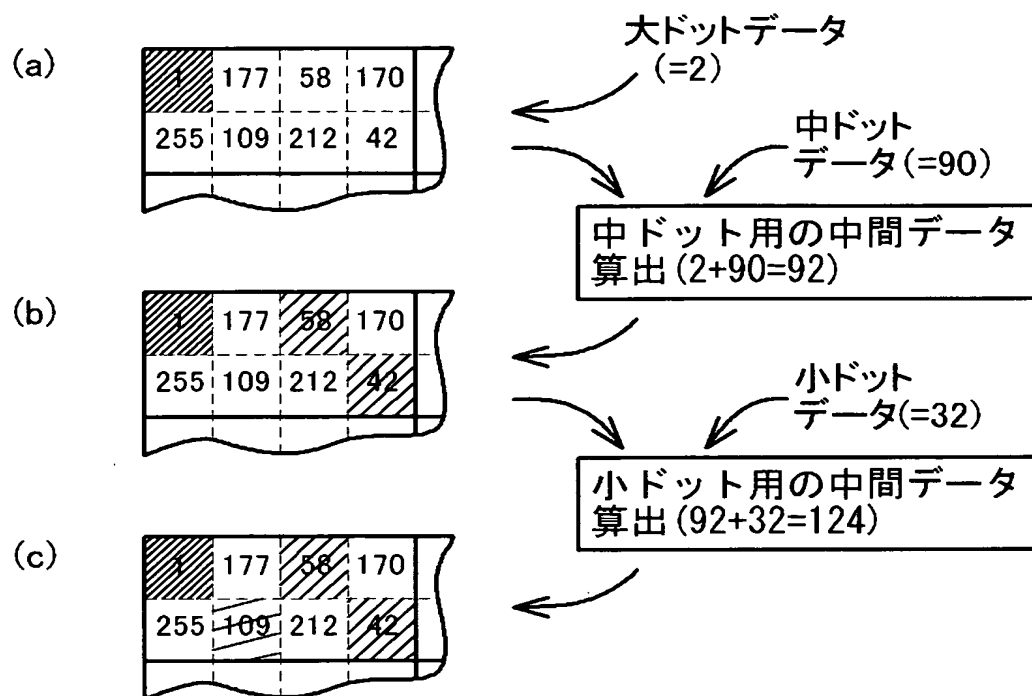 (a)
1 177 58 170
255 109 212 42
大ドットデータ
(=2)
中ドット
データ(=90)
中ドット用の中間データ
算出(2+90=92)
(b)
1 177 58 170
255 109 212 42
小ドット
データ(=32)
小ドット用の中間データ
算出(92+32=124)
(c)
1 177 58 170
255 109 212 42